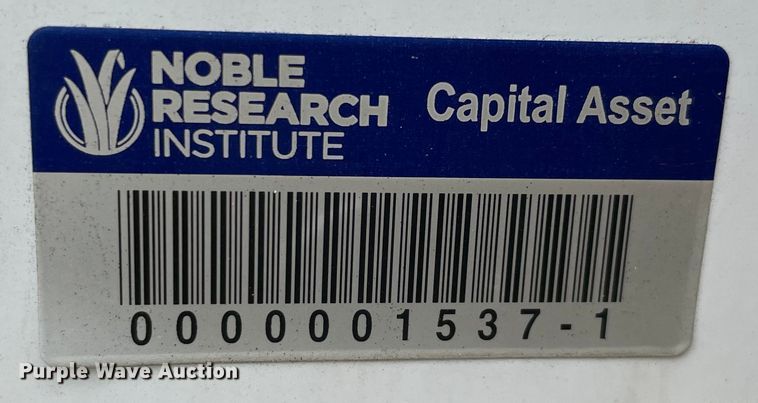 NOBLE
RESEARCH
INSTITUTE
Capital Asset
0000001537-1
Purple Wave Auction